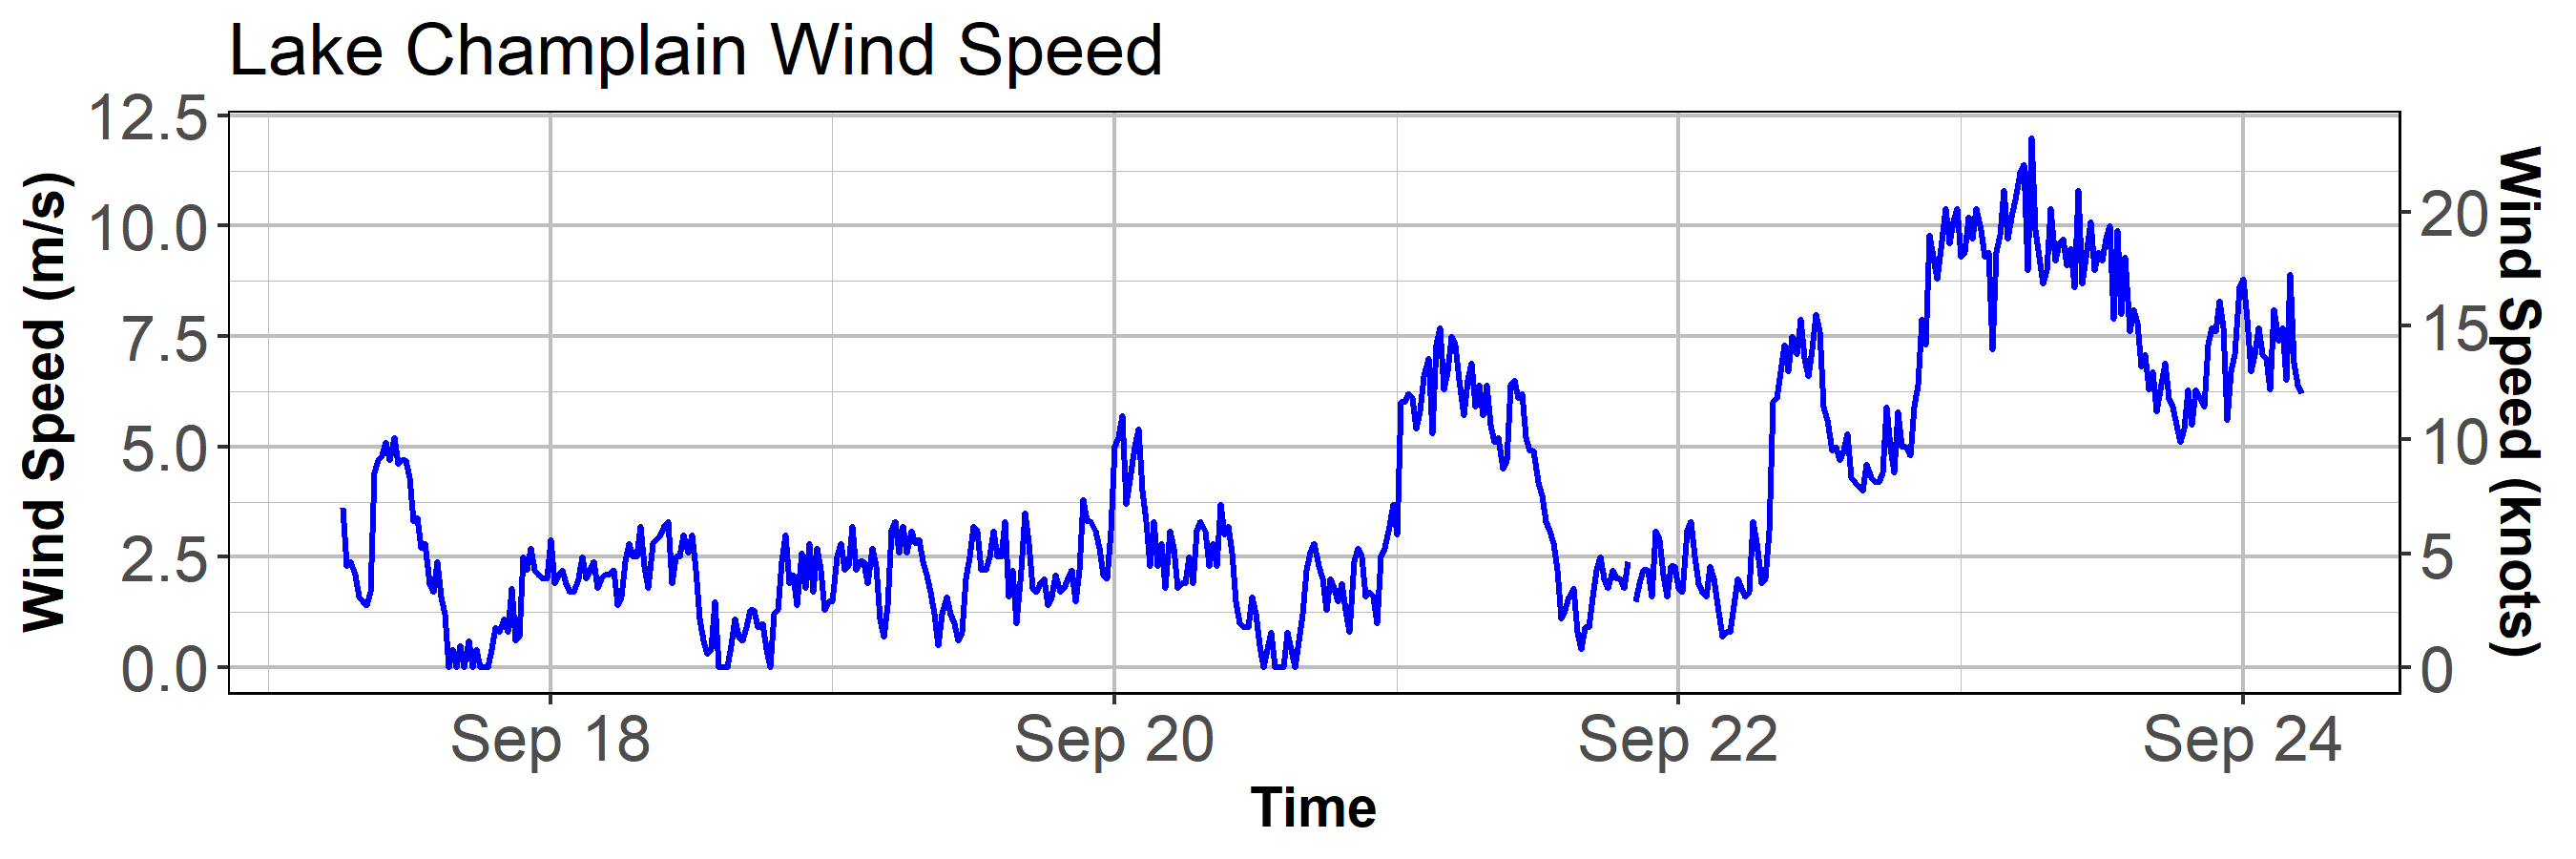 Lake Champlain Wind Speed
Wind Speed (m/s)
12.5
10.0
7.5
5.0
2.5
0.0
Wind Speed (knots)
20
15
10
5
0
Sep 18
Sep 20
Sep 22
Sep 24
Time